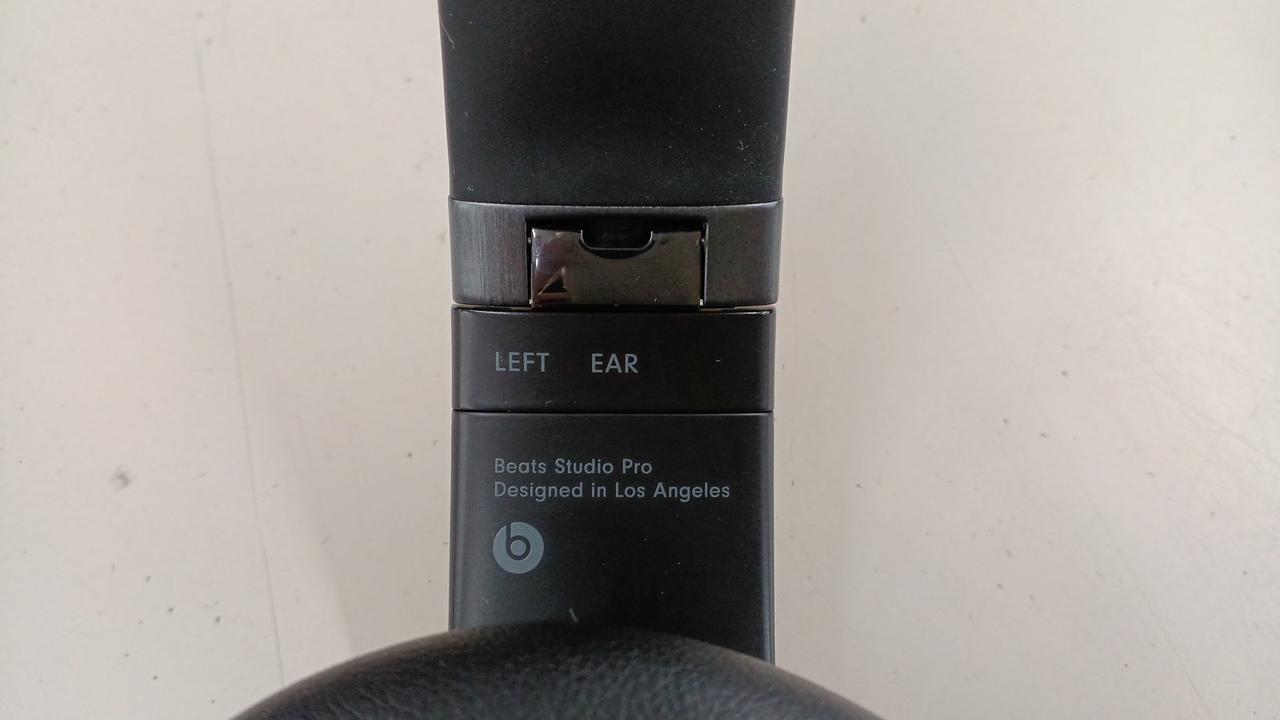 LEFT EAR
Beats Studio Pro
Designed in Los Angeles
b